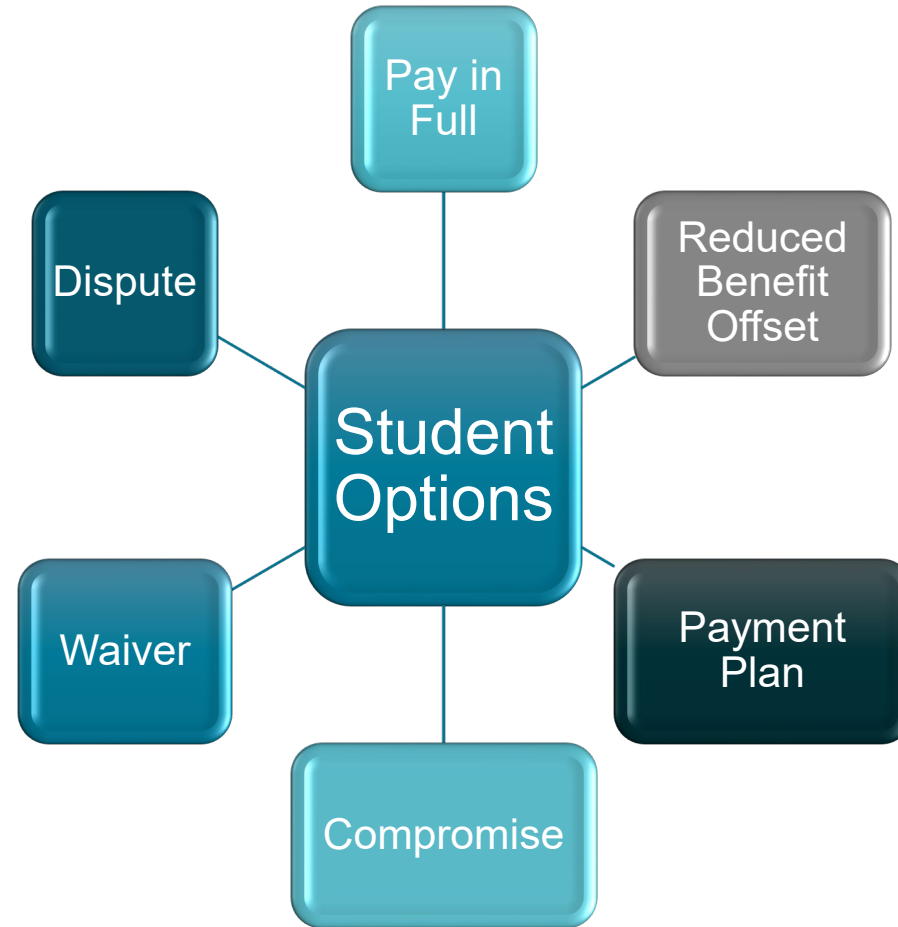 Pay in
Full
Reduced
Benefit
Offset
Dispute
Student
Options
Payment
Plan
Waiver
Compromise